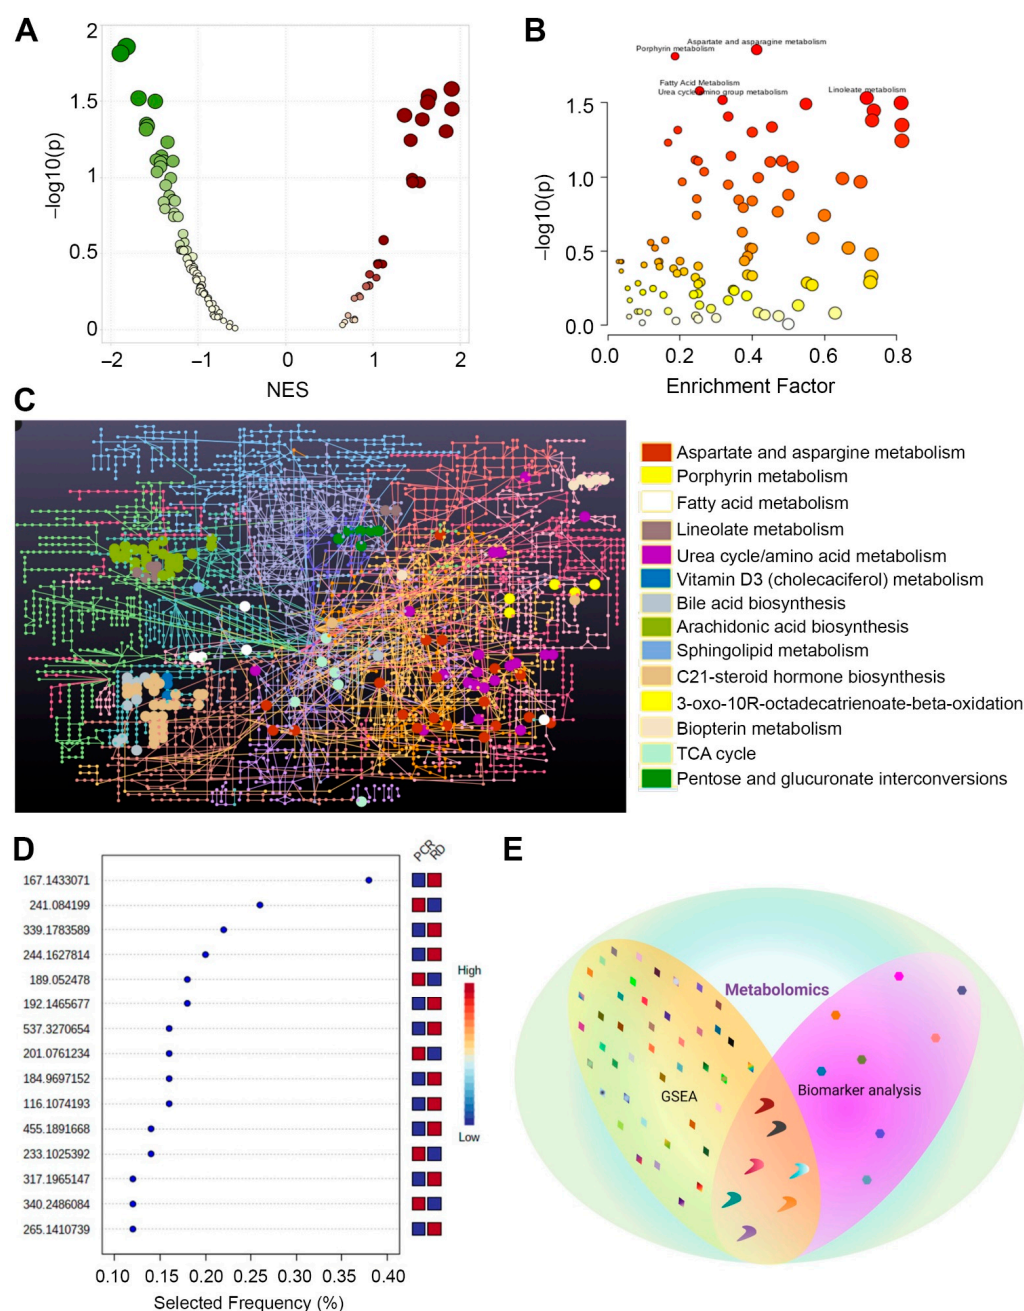 A
2
1.5
1
0.5
0
−log10(p)
−2
−1
0
1
2
NES
B
Aspartate and asparagine metabolism
Porphyrin metabolism
Fatty Acid Metabolism
Urea cycle/amino group metabolism
Linoleate metabolism
1.5
1.0
0.5
0.0
−log10(p)
0.0
0.2
0.4
0.6
0.8
Enrichment Factor
C
Aspartate and aspargine metabolism
Porphyrin metabolism
Fatty acid metabolism
Lineolate metabolism
Urea cycle/amino acid metabolism
Vitamin D3 (cholecaciferol) metabolism
Bile acid biosynthesis
Arachidonic acid biosynthesis
Sphingolipid metabolism
C21-steroid hormone biosynthesis
3-oxo-10R-octadecatrienoate-beta-oxidation
Biopterin metabolism
TCA cycle
Pentose and glucuronate interconversions
D
PCR
RD
167.1433071
241.084199
339.1783589
244.1627814
189.052478
192.1465677
537.3270654
201.0761234
184.9697152
116.1074193
455.1891668
233.1025392
317.1965147
340.2486084
265.1410739
High
Low
0.10
0.15
0.20
0.25
0.30
0.35
0.40
Selected Frequency (%)
E
Metabolomics
GSEA
Biomarker analysis